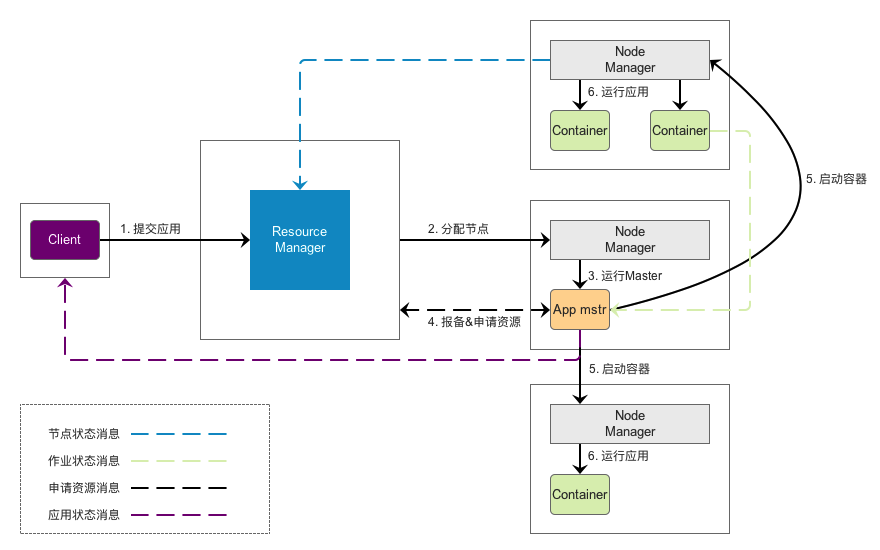 Node
Manager
6. 运行应用
Container
Container
5. 启动容器
Client
1. 提交应用
Resource
Manager
2. 分配节点
Node
Manager
3. 运行Master
App mstr
4. 报备&申请资源
5. 启动容器
Node
Manager
6. 运行应用
Container
节点状态消息
作业状态消息
申请资源消息
应用状态消息